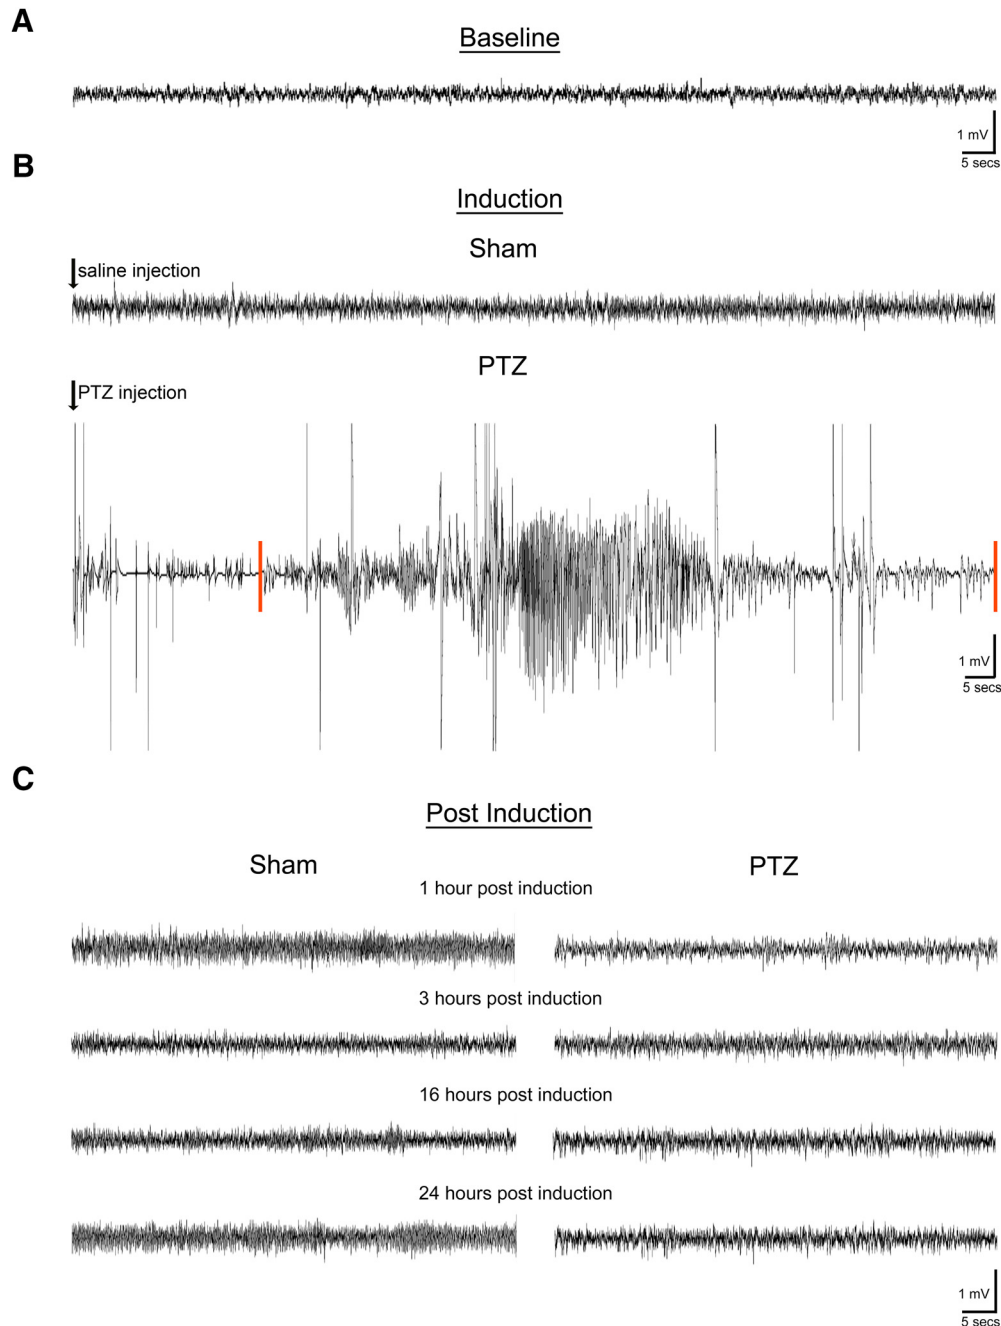 A
Baseline
1 mV
5 secs
B
Induction
Sham
saline injection
PTZ
PTZ injection
1 mV
5 secs
C
Post Induction
Sham
PTZ
1 hour post induction
3 hours post induction
16 hours post induction
24 hours post induction
1 mV
5 secs